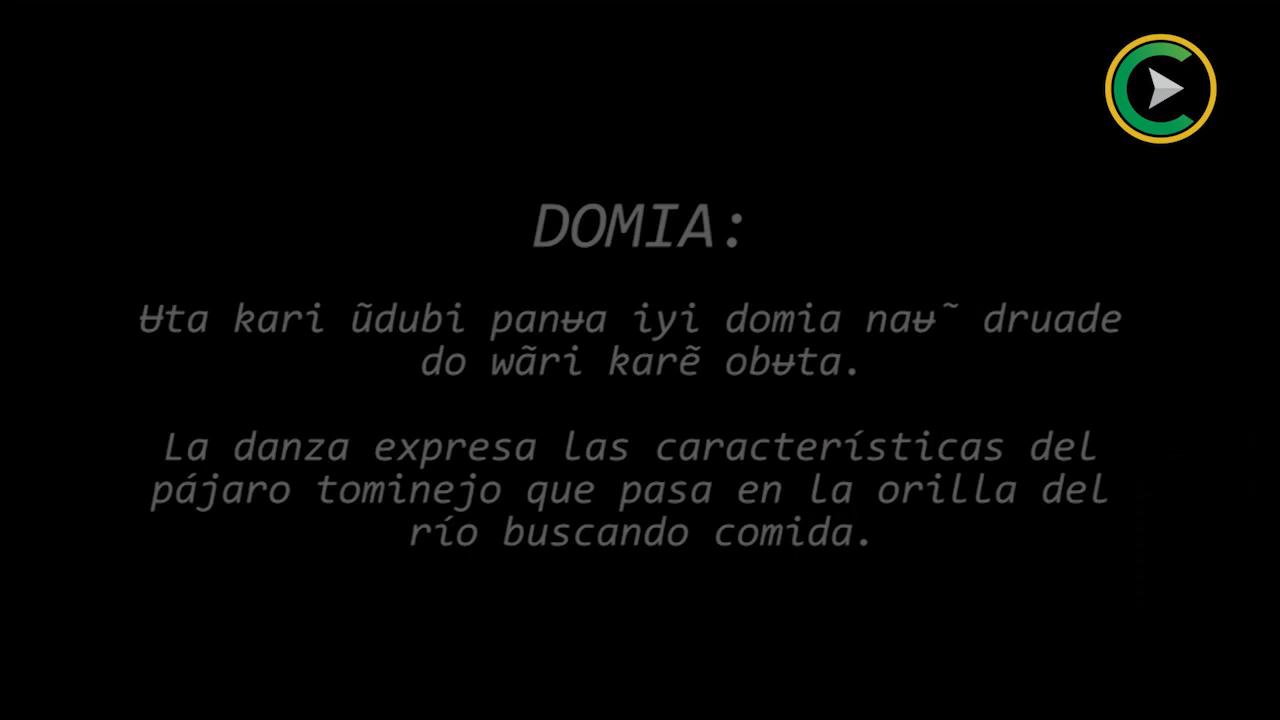 DOMIA:
Ʉta kari ũdubi panʉa iyi domia naʉ˜ druade
do wãri karẽ obʉta.
La danza expresa las características del
pájaro tominejo que pasa en la orilla del
río buscando comida.